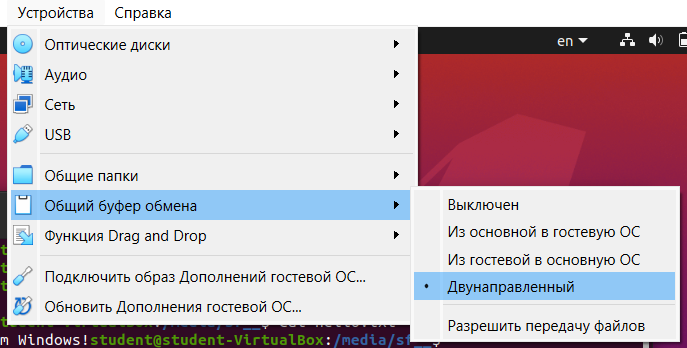 Устройства Справка
Оптические диски
en
Аудио
Сеть
USB
Общие папки
Общий буфер обмена
Выключен
Функция Drag and Drop
Из основной в гостевую ОС
Из гостевой в основную ОС
Подключить образ Дополнений гостевой ОС...
Двунаправленный
Обновить Дополнения гостевой ОС...
Разрешить передачу файлов
m Windows!student@student-VirtualBox:/media/sf__$